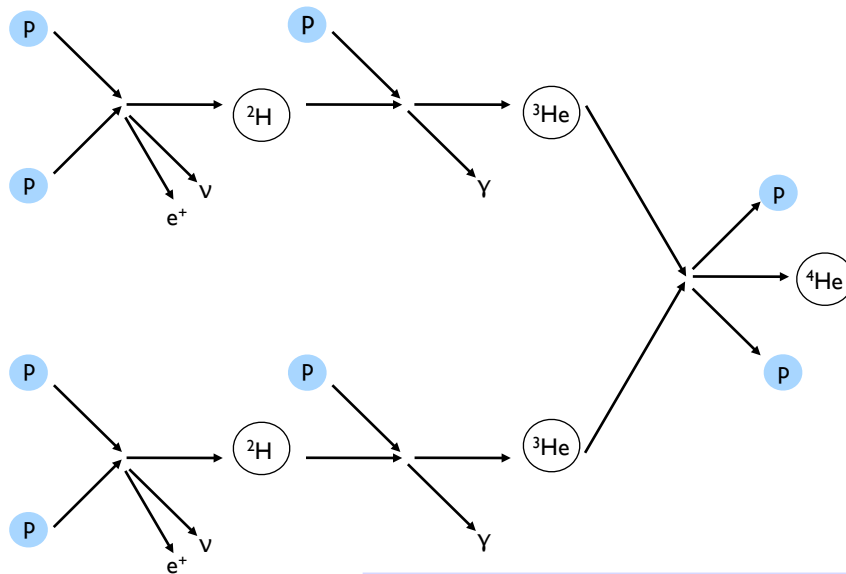 P P
²H ³He
P ν γ P
e⁺
⁴He
P P P
²H ³He
P ν γ
e⁺